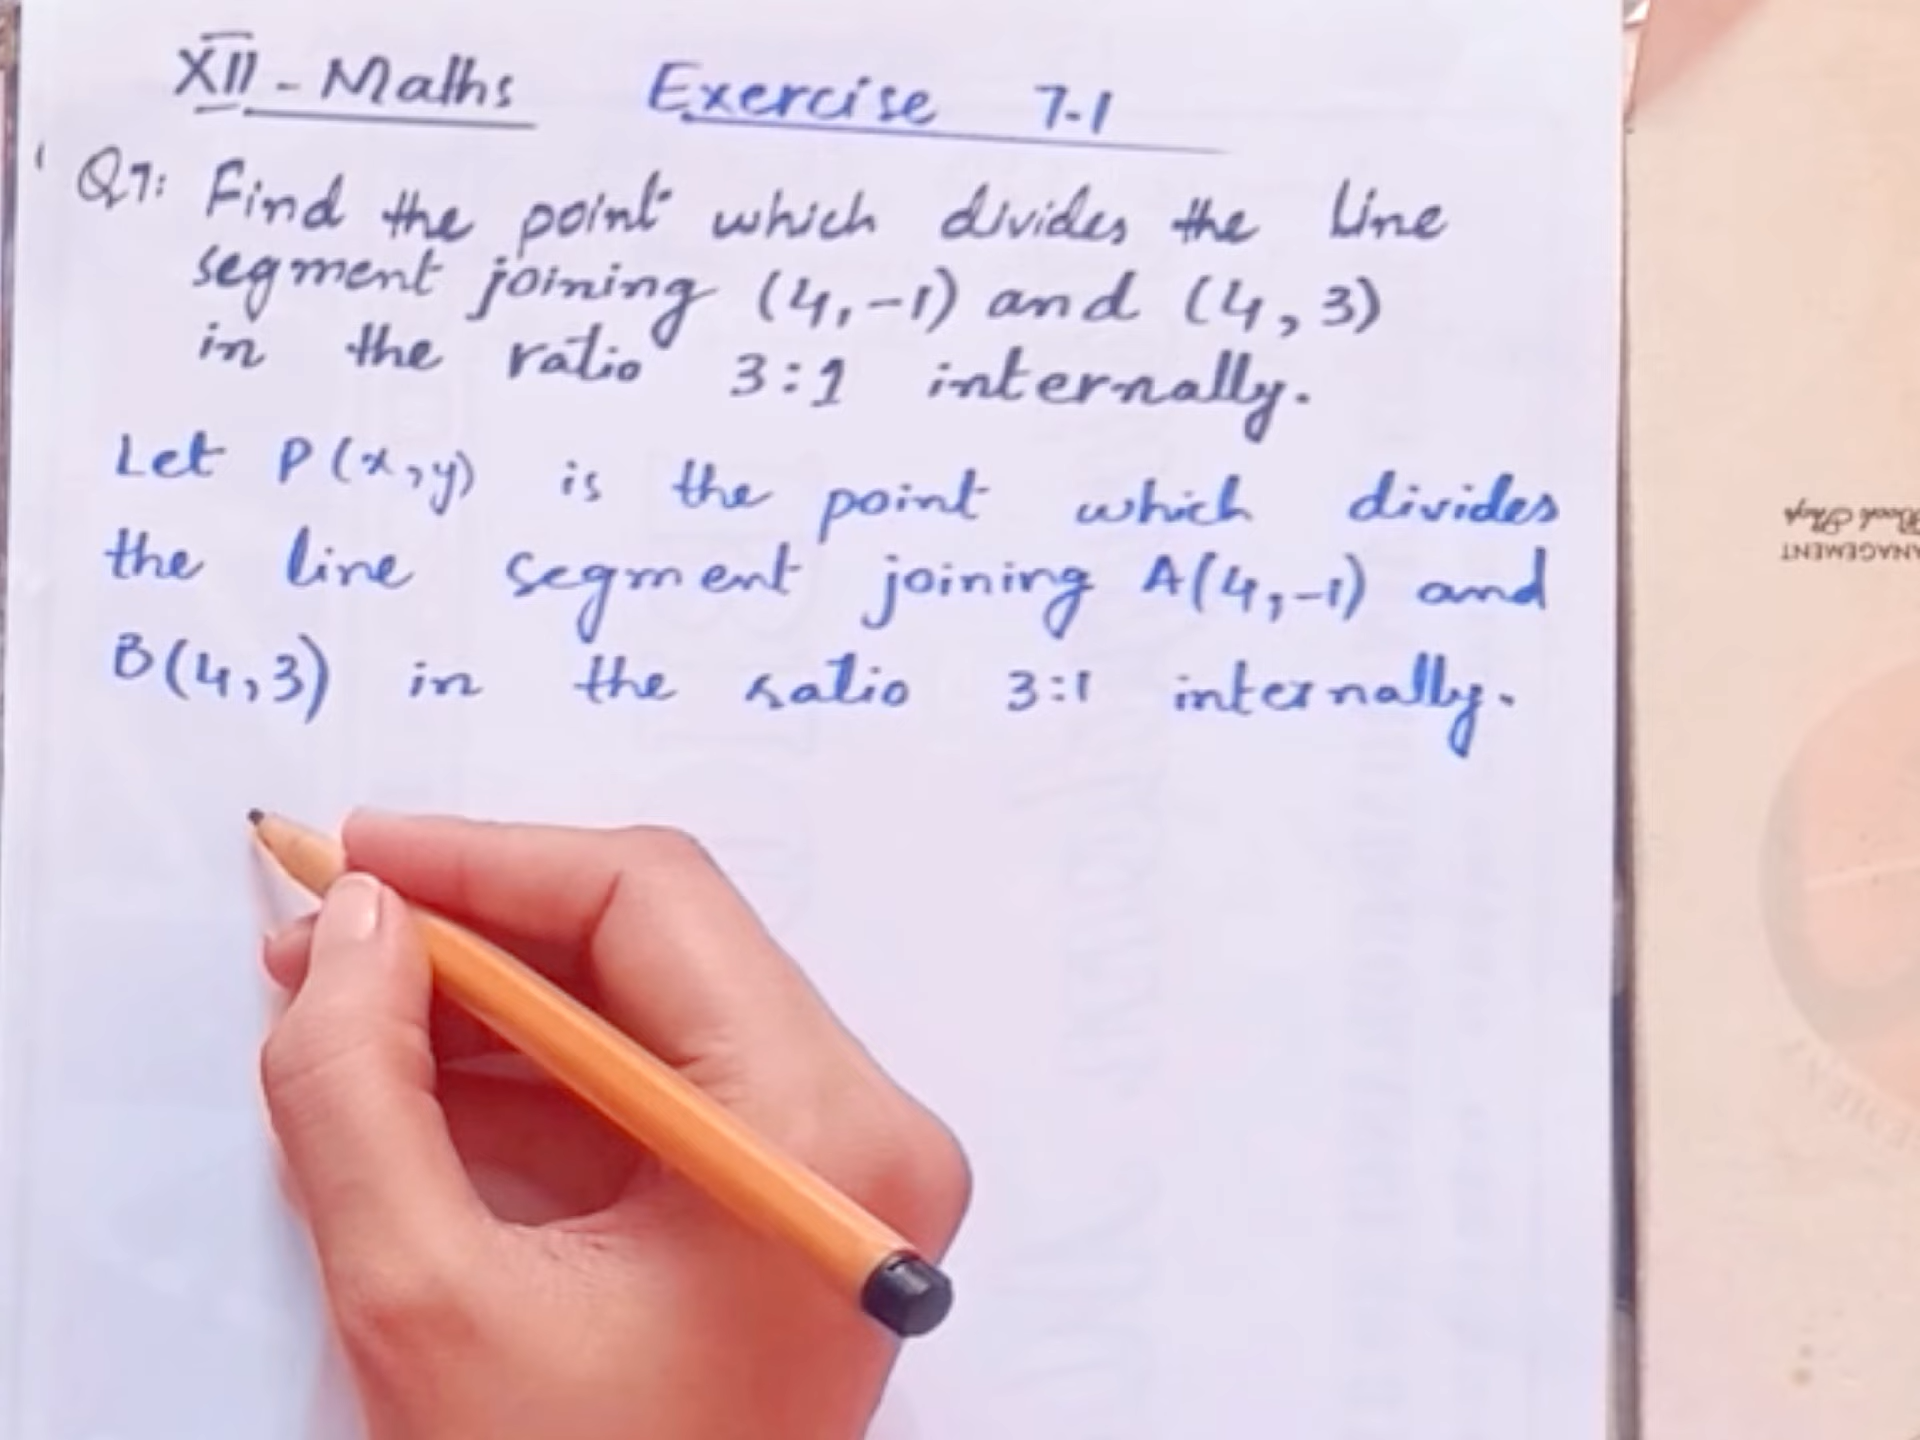 XII - Maths Exercise 7.1
Q7: Find the point which divides the line
segment joining (4,-1) and (4,3)
in the ratio 3:1 internally.
Let P(x,y) is the point which divides
the line segment joining A(4,-1) and
B(4,3) in the ratio 3:1 internally.